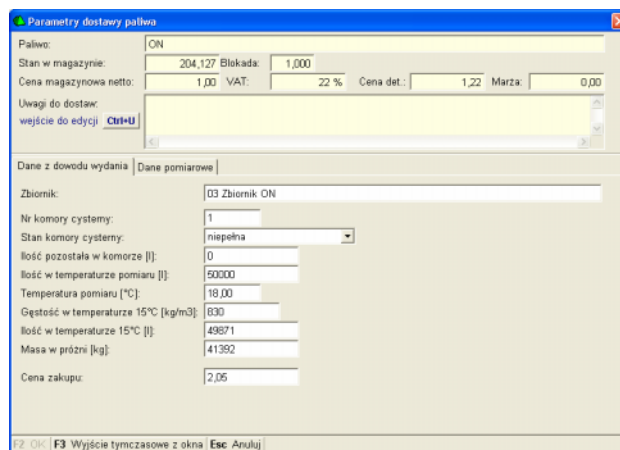 Parametry dostawy paliwa
Paliwo: ON
Stan w magazynie: 204,127 Blokada: 1,000
Cena magazynowa netto: 1,00 VAT: 22 % Cena det.: 1,22 Marża: 0,00
Uwagi do dostaw:
wejście do edycji Ctrl+U
Dane z dowodu wydania Dane pomiarowe
Zbiornik: 03 Zbiornik ON
Nr komory cysterny: 1
Stan komory cysterny: niepełna
Ilość pozostała w komorze [l]: 0
Ilość w temperaturze pomiaru [l]: 50000
Temperatura pomiaru [°C]: 18,00
Gęstość w temperaturze 15°C [kg/m3]: 830
Ilość w temperaturze 15°C [l]: 49871
Masa w próżni [kg]: 41392
Cena zakupu: 2,05
F2 OK F3 Wyjście tymczasowe z okna Esc Anuluj